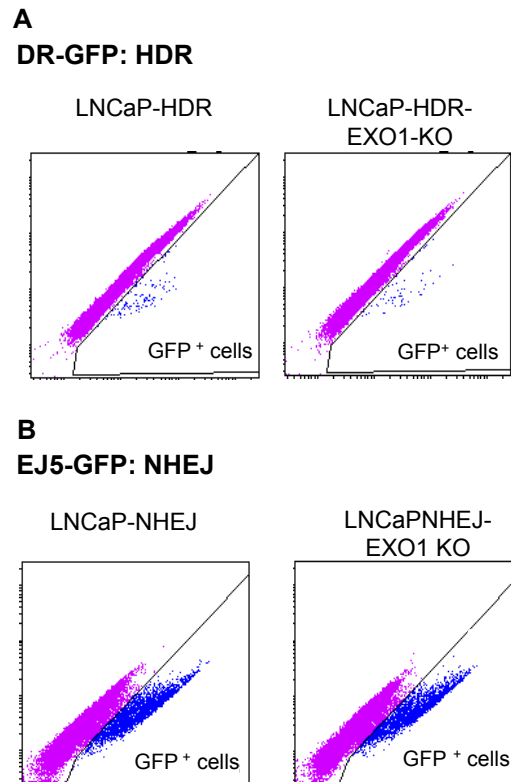 A
DR-GFP: HDR
LNCaP-HDR
LNCaP-HDR-
EXO1-KO
GFP + cells
GFP+ cells
B
EJ5-GFP: NHEJ
LNCaP-NHEJ
LNCaPNHEJ-
EXO1 KO
GFP + cells
GFP + cells